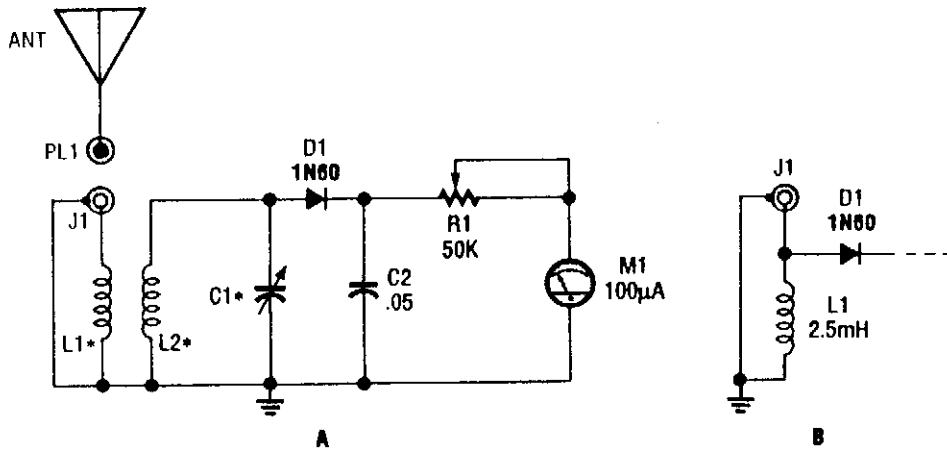 ANT
PL1
J1
L1*
L2*
C1*
D1
1N60
C2
.05
R1
50K
M1
100µA
A
J1
D1
1N60
L1
2.5mH
B